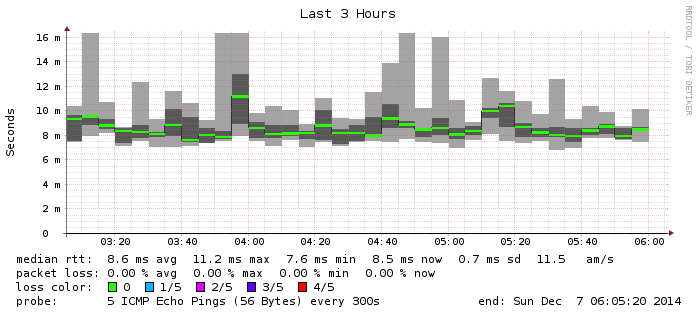 Last 3 Hours
RRDTOOL / TOBI OETIKER
Seconds
16 m
14 m
12 m
10 m
8 m
6 m
4 m
2 m
0
03:20 03:40 04:00 04:20 04:40 05:00 05:20 05:40 06:00
median rtt: 8.6 ms avg 11.2 ms max 7.6 ms min 8.5 ms now 0.7 ms sd 11.5 am/s
packet loss: 0.00 % avg 0.00 % max 0.00 % min 0.00 % now
loss color: 0 1/5 2/5 3/5 4/5
probe: 5 ICMP Echo Pings (56 Bytes) every 300s end: Sun Dec 7 06:05:20 2014